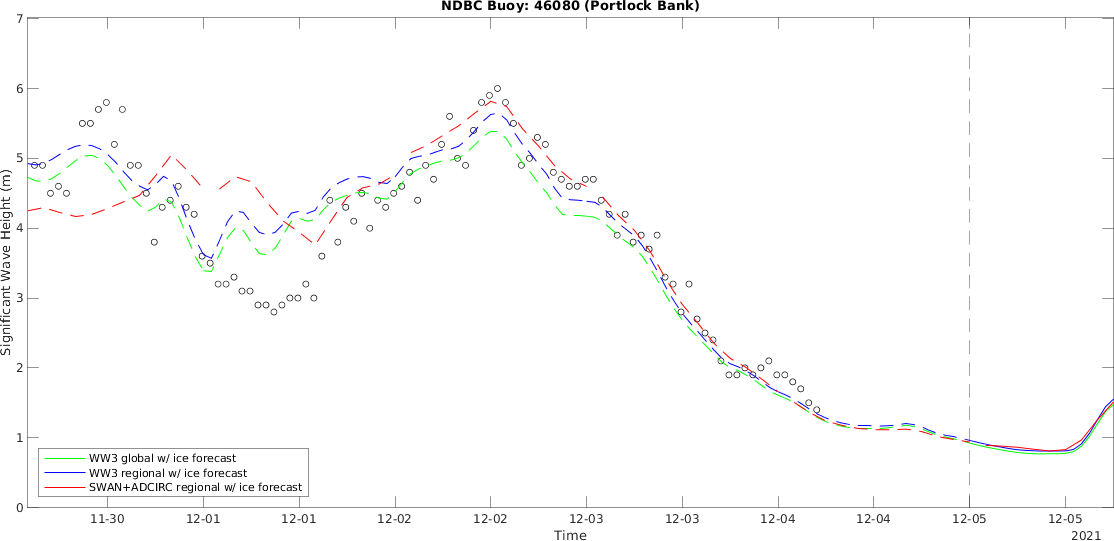 NDBC Buoy: 46080 (Portlock Bank)
7
6
5
4
3
2
1
0
Significant Wave Height (m)
WW3 global w/ ice forecast
WW3 regional w/ ice forecast
SWAN+ADCIRC regional w/ ice forecast
11-30 12-01 12-01 12-02 12-02 12-03 12-03 12-04 12-04 12-05 12-05
Time
2021